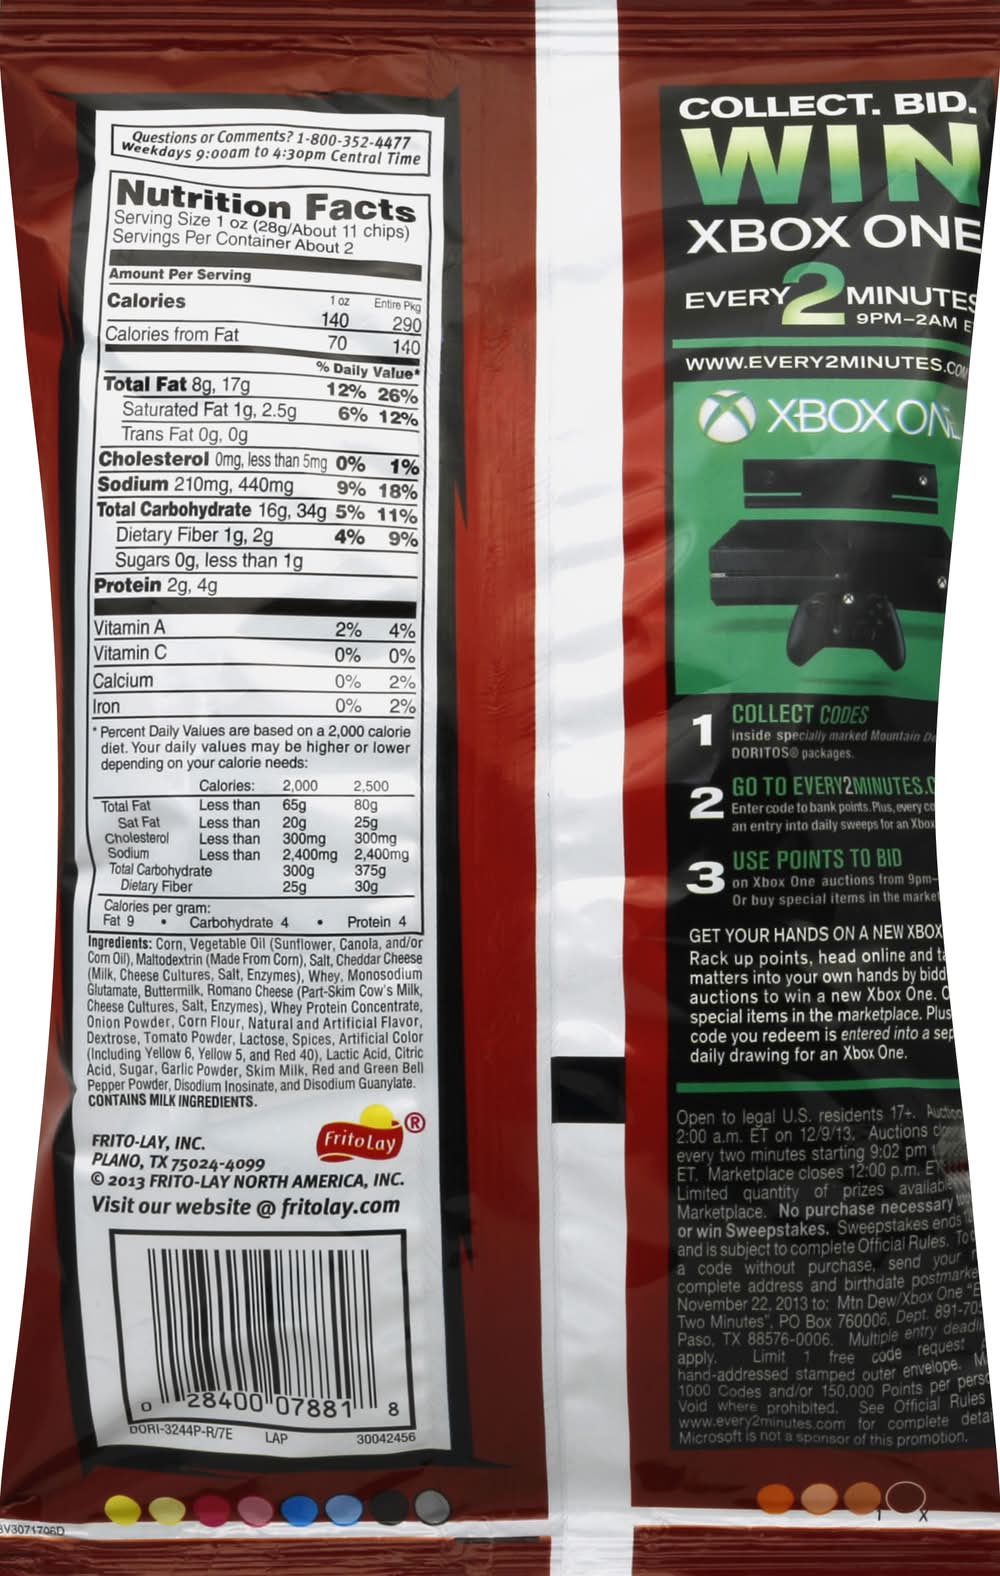 Questions or Comments? 1-800-352-4477
Weekdays 9:00am to 4:30pm Central Time
Nutrition Facts
Serving Size 1 oz (28g/About 11 chips)
Servings Per Container About 2
Amount Per Serving
1 oz Entire Pkg
Calories 140 290
Calories from Fat 70 140
% Daily Value*
Total Fat 8g, 17g 12% 26%
Saturated Fat 1g, 2.5g 6% 12%
Trans Fat 0g, 0g
Cholesterol 0mg, less than 5mg 0% 1%
Sodium 210mg, 440mg 9% 18%
Total Carbohydrate 16g, 34g 5% 11%
Dietary Fiber 1g, 2g 4% 9%
Sugars 0g, less than 1g
Protein 2g, 4g
Vitamin A 2% 4%
Vitamin C 0% 0%
Calcium 0% 2%
Iron 0% 2%
* Percent Daily Values are based on a 2,000 calorie
diet. Your daily values may be higher or lower
depending on your calorie needs:
Calories: 2,000 2,500
Total Fat Less than 65g 80g
Sat Fat Less than 20g 25g
Cholesterol Less than 300mg 300mg
Sodium Less than 2,400mg 2,400mg
Total Carbohydrate 300g 375g
Dietary Fiber 25g 30g
Calories per gram:
Fat 9 • Carbohydrate 4 • Protein 4
Ingredients: Corn, Vegetable Oil (Sunflower, Canola, and/or
Corn Oil), Maltodextrin (Made From Corn), Salt, Cheddar Cheese
(Milk, Cheese Cultures, Salt, Enzymes), Whey, Monosodium
Glutamate, Buttermilk, Romano Cheese (Part-Skim Cow's Milk,
Cheese Cultures, Salt, Enzymes), Whey Protein Concentrate,
Onion Powder, Corn Flour, Natural and Artificial Flavor,
Dextrose, Tomato Powder, Lactose, Spices, Artificial Color
(Including Yellow 6, Yellow 5, and Red 40), Lactic Acid, Citric
Acid, Sugar, Garlic Powder, Skim Milk, Red and Green Bell
Pepper Powder, Disodium Inosinate, and Disodium Guanylate.
CONTAINS MILK INGREDIENTS.
FritoLay ®
FRITO-LAY, INC.
PLANO, TX 75024-4099
© 2013 FRITO-LAY NORTH AMERICA, INC.
Visit our website @ fritolay.com
0 28400 07881 8
DORI-3244P-R/7E LAP 30042456
COLLECT. BID.
WIN
XBOX ONE
EVERY 2 MINUTES
9PM–2AM
WWW.EVERY2MINUTES.COM
XBOX ONE
1 COLLECT CODES
inside specially marked Mountain
DORITOS® packages.
2 GO TO EVERY2MINUTES.C
Enter code to bank points. Plus, every
an entry into daily sweeps for an Xbox
3 USE POINTS TO BID
on Xbox One auctions from 9pm–
Or buy special items in the market
GET YOUR HANDS ON A NEW XBOX
Rack up points, head online and
matters into your own hands by bidd
auctions to win a new Xbox One.
special items in the marketplace. Plus
code you redeem is entered into a sep
daily drawing for an Xbox One.
Open to legal U.S. residents 17+.
2:00 a.m. ET on 12/9/13. Auctions
every two minutes starting 9:02 pm
ET. Marketplace closes 12:00 p.m.
Limited quantity of prizes available
Marketplace. No purchase necessary
or win Sweepstakes. Sweepstakes ends
and is subject to complete Official Rules. To
a code without purchase, send your
complete address and birthdate postmarke
November 22, 2013 to: Mtn Dew/Xbox One
Two Minutes", PO Box 760006, Dept. 891-705
Paso, TX 88576-0006. Multiple entry deadli
apply. Limit 1 free code request
hand-addressed stamped outer envelope.
1000 Codes and/or 150,000 Points per pers
Void where prohibited. See Official Rules
www.every2minutes.com for complete detai
Microsoft is not a sponsor of this promotion.
1 X